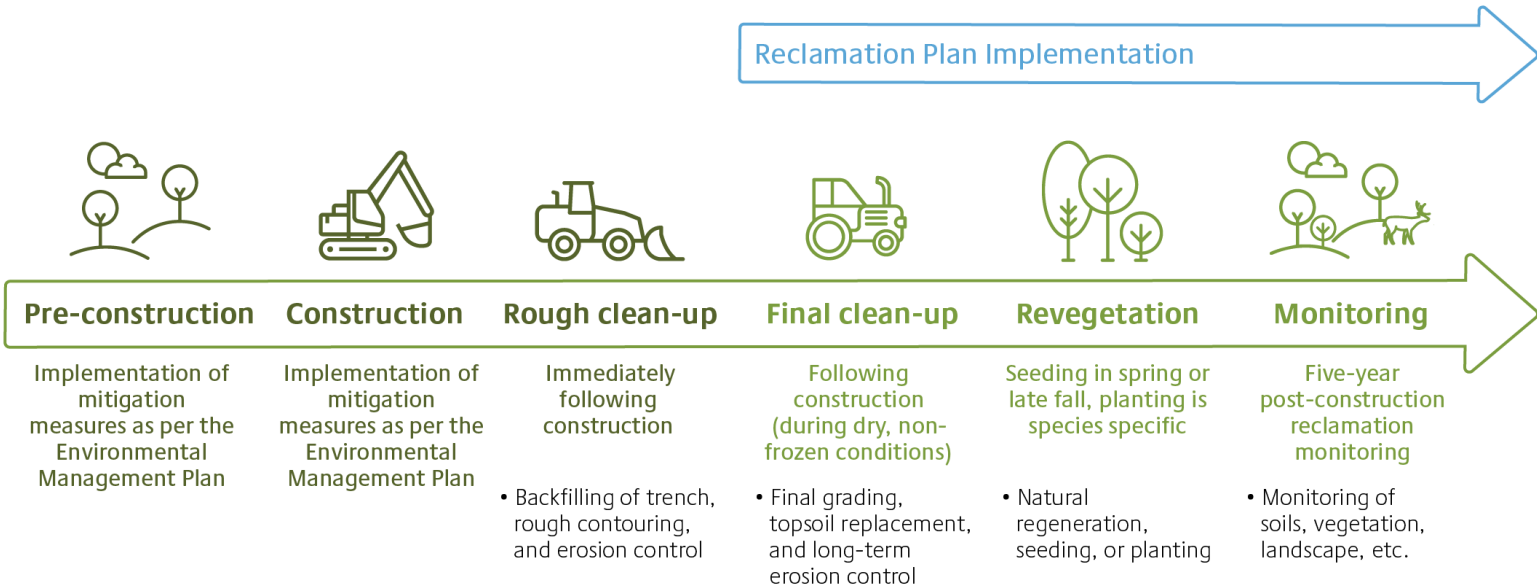 Reclamation Plan Implementation
Pre-construction
Implementation of
mitigation
measures as per the
Environmental
Management Plan
Construction
Implementation of
mitigation
measures as per the
Environmental
Management Plan
Rough clean-up
Immediately
following
construction
• Backfilling of trench,
rough contouring,
and erosion control
Final clean-up
Following
construction
(during dry, non-
frozen conditions)
• Final grading,
topsoil replacement,
and long-term
erosion control
Revegetation
Seeding in spring or
late fall, planting is
species specific
• Natural
regeneration,
seeding, or planting
Monitoring
Five-year
post-construction
reclamation
monitoring
• Monitoring of
soils, vegetation,
landscape, etc.